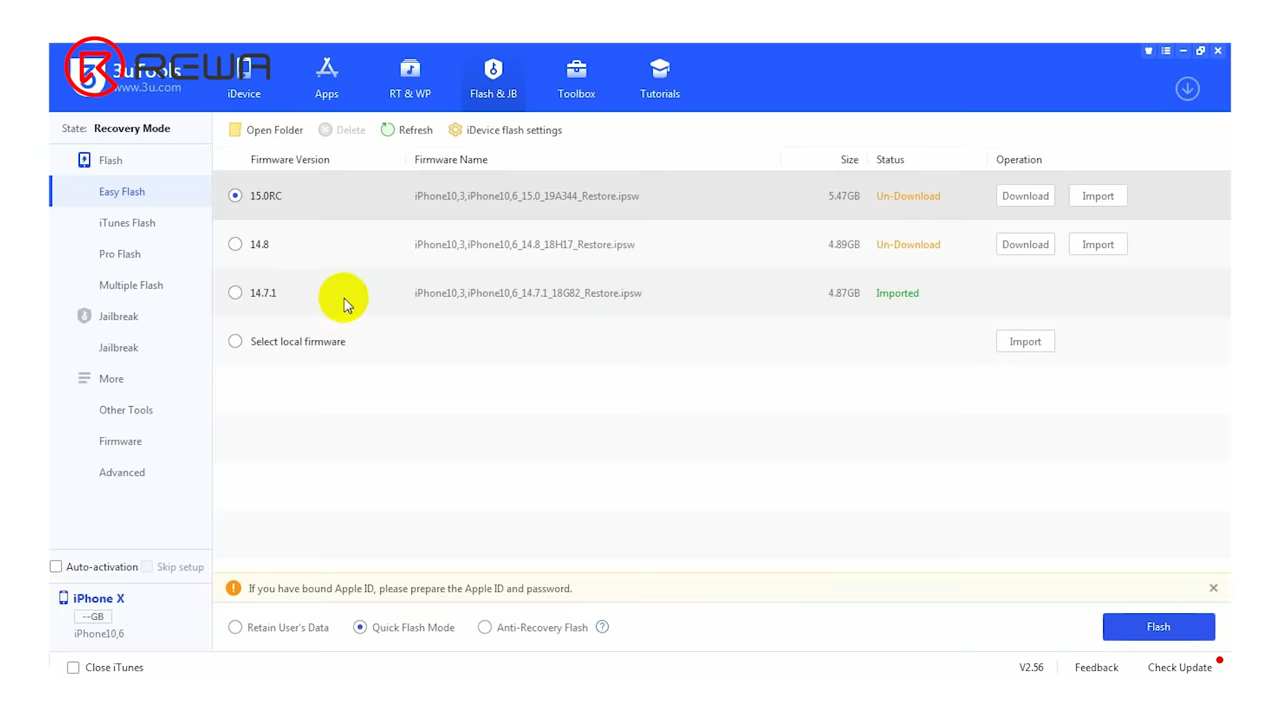 REWA
3uTools
www.3u.com
iDevice
Apps
RT & WP
Flash & JB
Toolbox
Tutorials
State: Recovery Mode
Flash
Easy Flash
iTunes Flash
Pro Flash
Multiple Flash
Jailbreak
Jailbreak
More
Other Tools
Firmware
Advanced
Auto-activation Skip setup
iPhone X
--GB
iPhone10,6
Close iTunes
Open Folder Delete Refresh iDevice flash settings
Firmware Version Firmware Name Size Status Operation
15.0RC iPhone10,3,iPhone10,6_15.0_19A344_Restore.ipsw 5.47GB Un-Download Download Import
14.8 iPhone10,3,iPhone10,6_14.8_18H17_Restore.ipsw 4.89GB Un-Download Download Import
14.7.1 iPhone10,3,iPhone10,6_14.7.1_18G82_Restore.ipsw 4.87GB Imported
Select local firmware Import
If you have bound Apple ID, please prepare the Apple ID and password.
Retain User's Data Quick Flash Mode Anti-Recovery Flash ? Flash
V2.56 Feedback Check Update